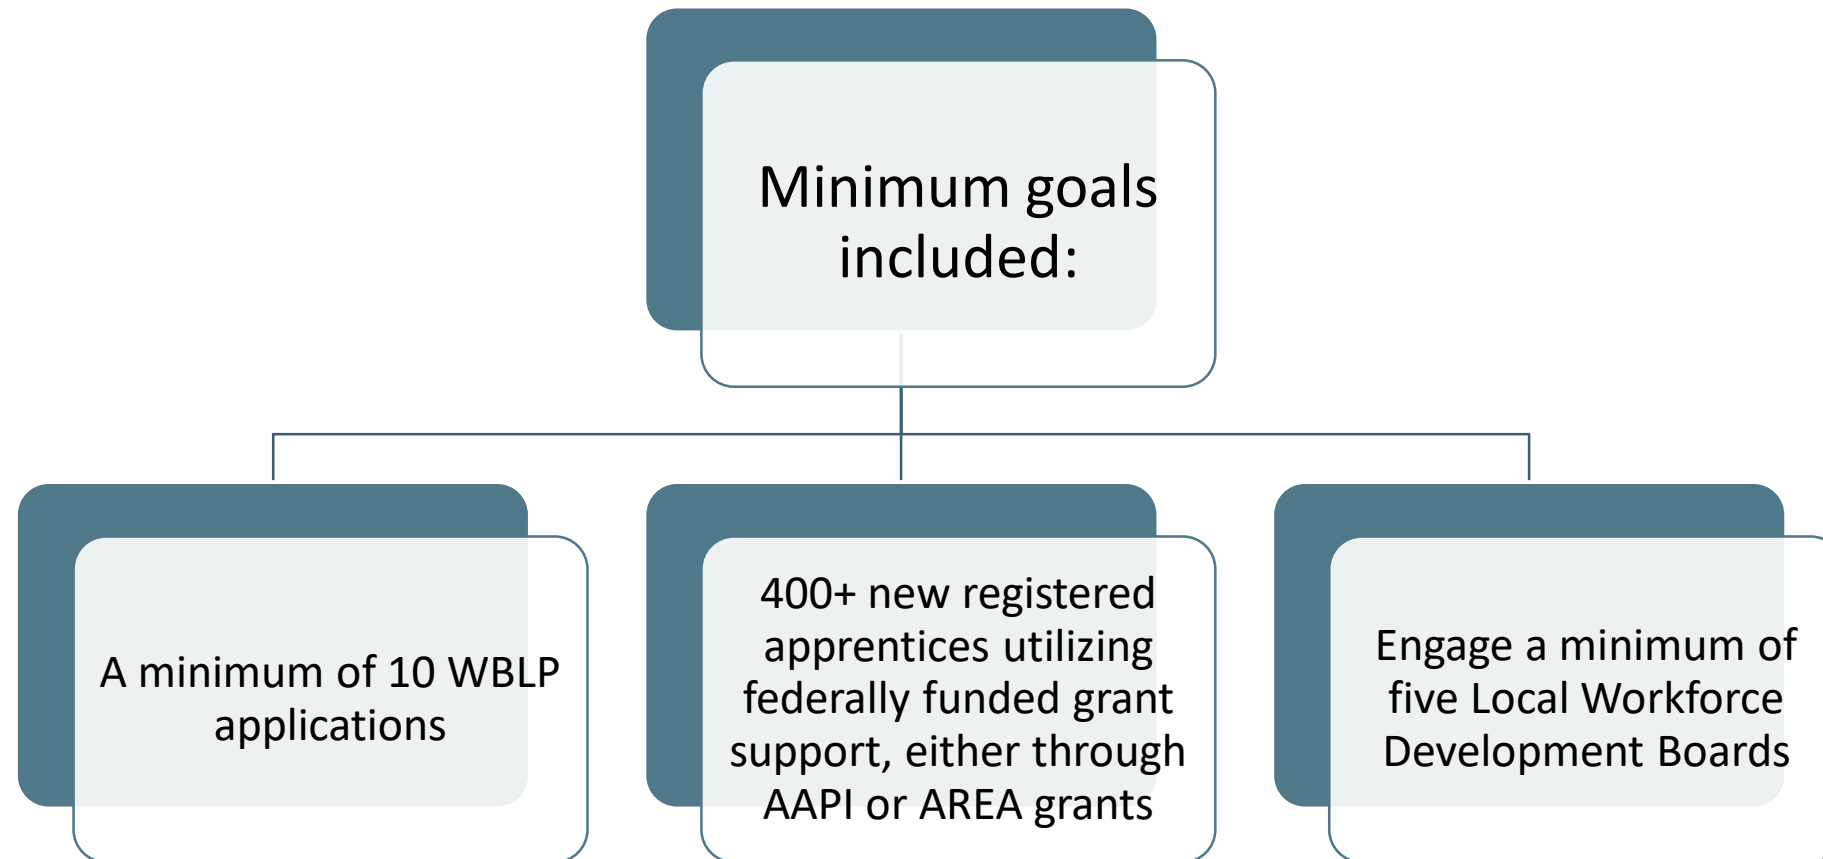 Minimum goals
included:
A minimum of 10 WBLP
applications
400+ new registered
apprentices utilizing
federally funded grant
support, either through
AAPI or AREA grants
Engage a minimum of
five Local Workforce
Development Boards